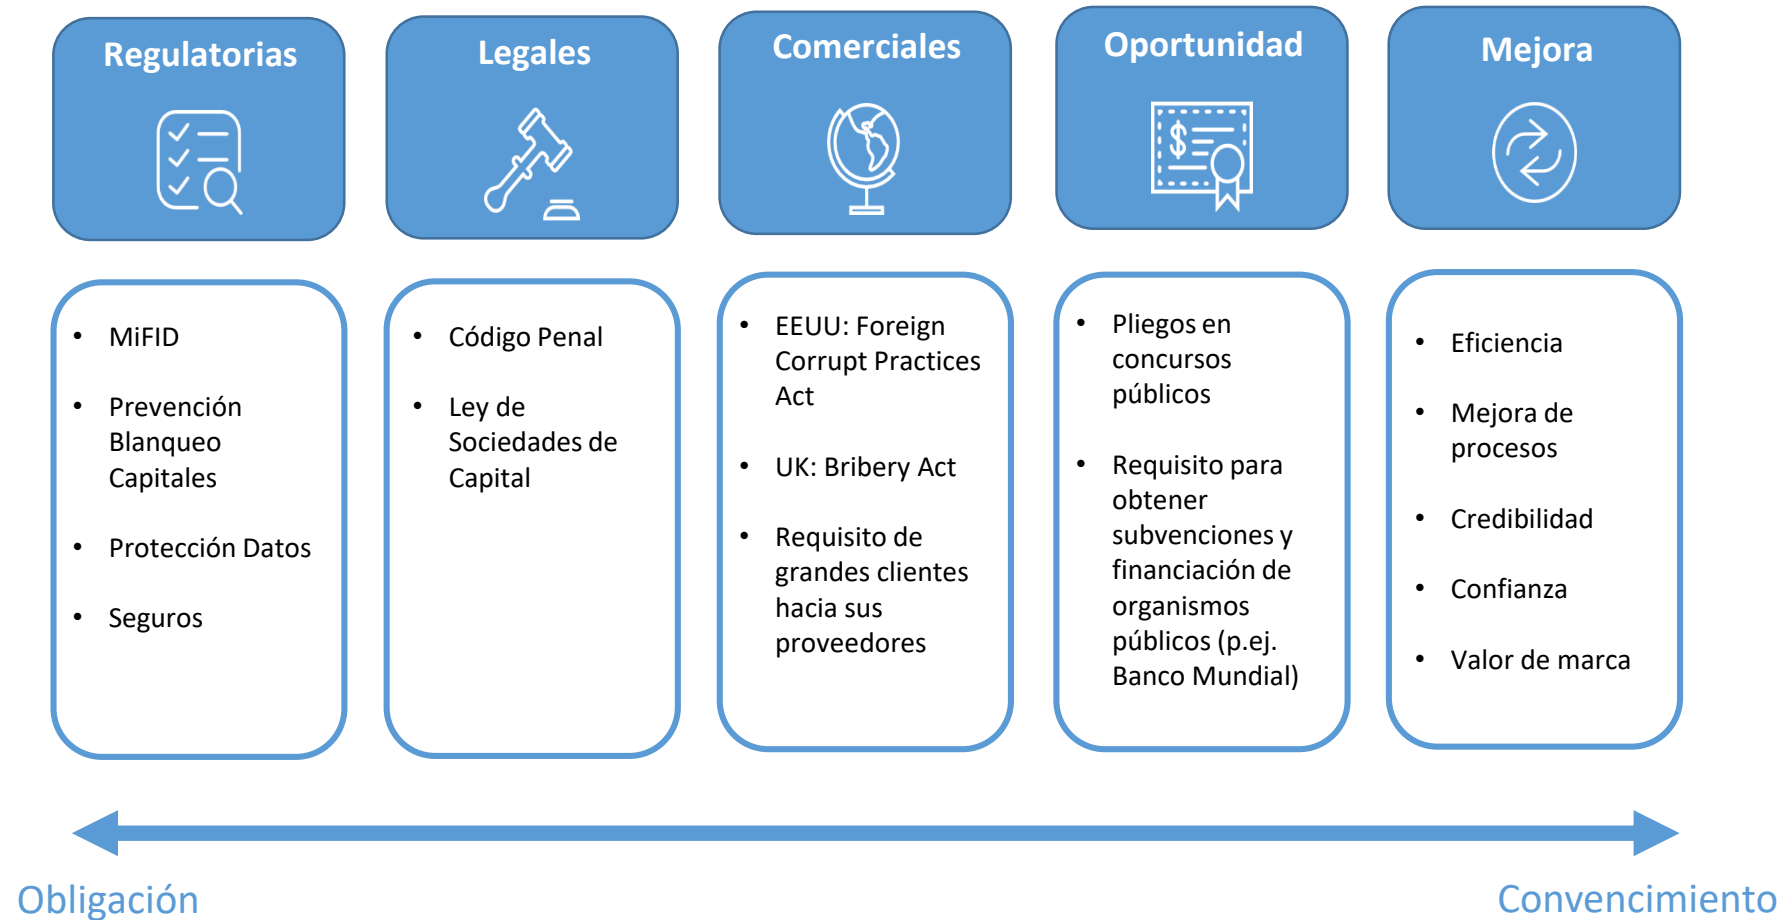 Regulatorias
• MiFID
• Prevención
Blanqueo
Capitales
• Protección Datos
• Seguros
Legales
• Código Penal
• Ley de
Sociedades de
Capital
Comerciales
• EEUU: Foreign
Corrupt Practices
Act
• UK: Bribery Act
• Requisito de
grandes clientes
hacia sus
proveedores
Oportunidad
$
• Pliegos en
concursos
públicos
• Requisito para
obtener
subvenciones y
financiación de
organismos
públicos (p.ej.
Banco Mundial)
Mejora
• Eficiencia
• Mejora de
procesos
• Credibilidad
• Confianza
• Valor de marca
Obligación
Convencimiento